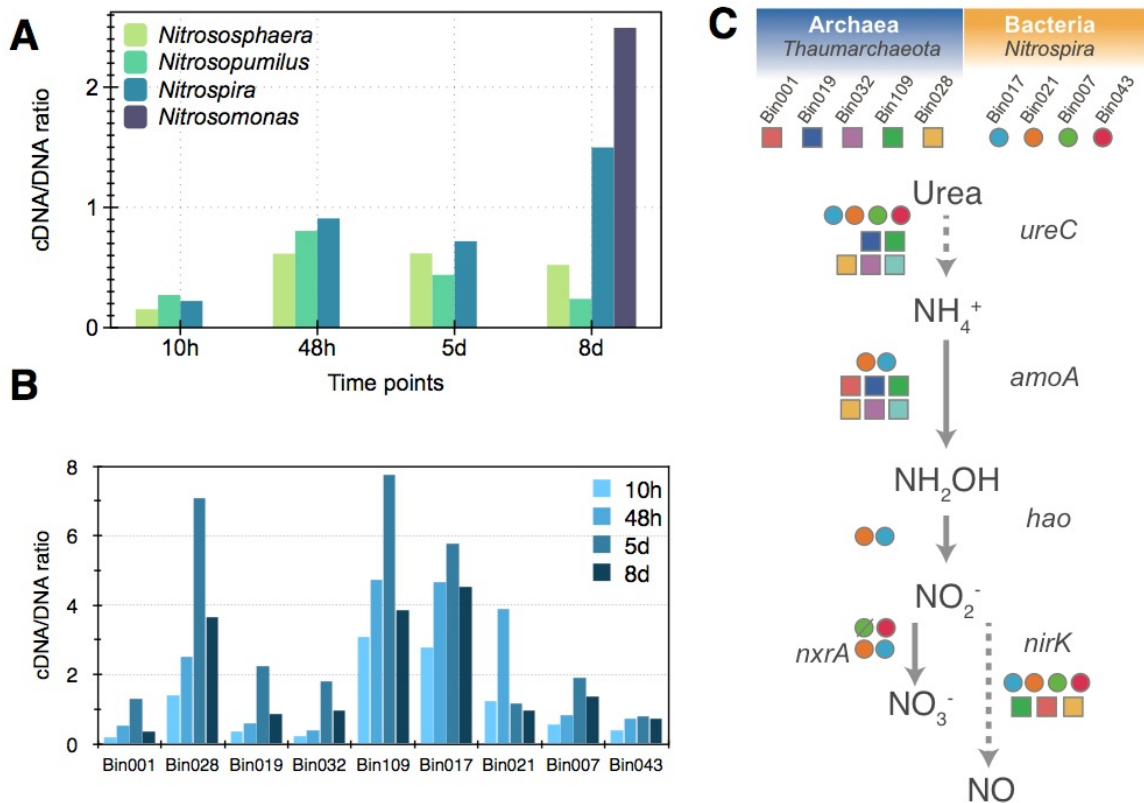 A
Nitrososphaera
Nitrosopumilus
Nitrospira
Nitrosomonas
cDNA/DNA ratio
2
1
0
10h 48h 5d 8d
Time points
B
cDNA/DNA ratio
8
6
4
2
0
10h
48h
5d
8d
Bin001 Bin028 Bin019 Bin032 Bin109 Bin017 Bin021 Bin007 Bin043
C
Archaea Bacteria
Thaumarchaeota Nitrospira
Bin001 Bin019 Bin032 Bin109 Bin028 Bin017 Bin021 Bin007 Bin043
Urea
ureC
NH₄⁺
amoA
NH₂OH
hao
NO₂⁻
nxrA nirK
NO₃⁻
NO